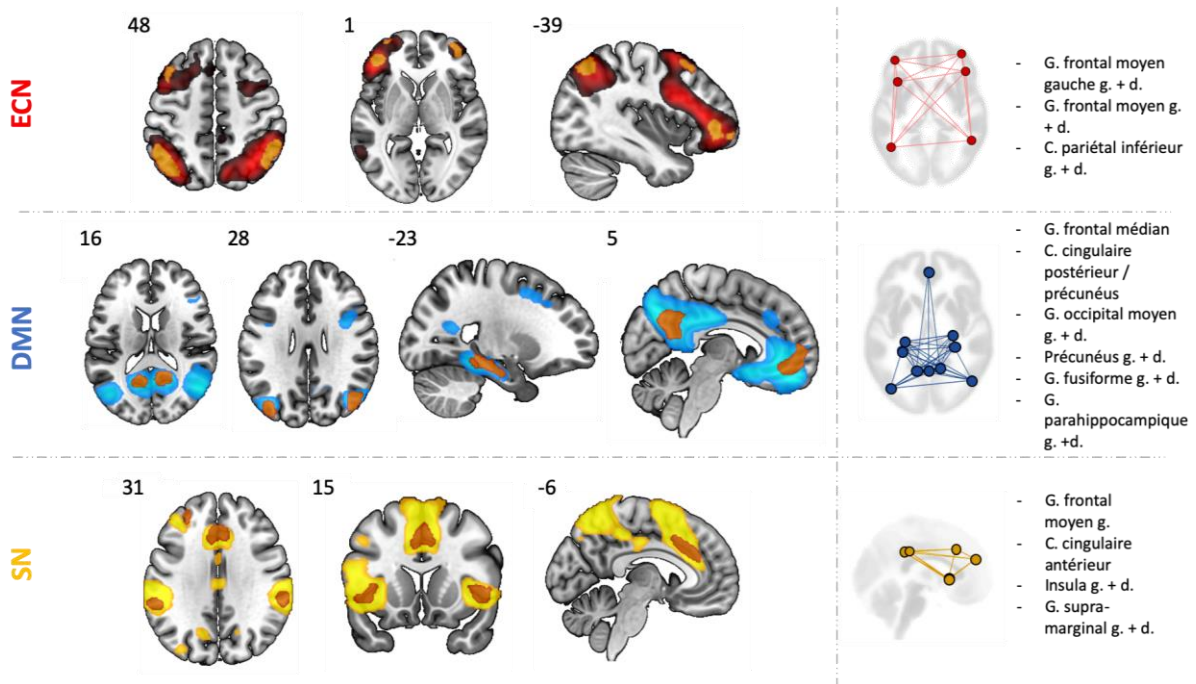 ECN
48
1
-39
- G. frontal moyen
gauche g. + d.
- G. frontal moyen g.
+ d.
- C. pariétal inférieur
g. + d.
DMN
16
28
-23
5
- G. frontal médian
- C. cingulaire
postérieur /
précunéus
- G. occipital moyen
g. + d.
- Précunéus g. + d.
- G. fusiforme g. + d.
- G.
parahippocampique
g. +d.
SN
31
15
-6
- G. frontal
moyen g.
- C. cingulaire
antérieur
- Insula g. + d.
- G. supra-
marginal g. + d.